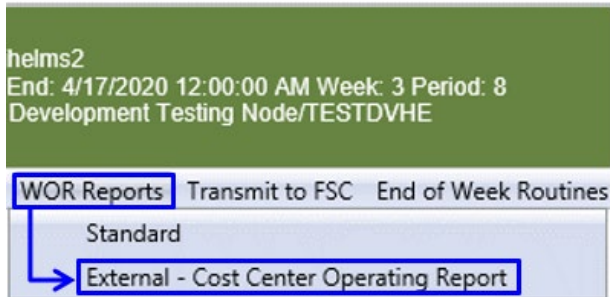 helms2
End: 4/17/2020 12:00:00 AM Week: 3 Period: 8
Development Testing Node/TESTDVHE
WOR Reports Transmit to FSC End of Week Routines
Standard
External - Cost Center Operating Report